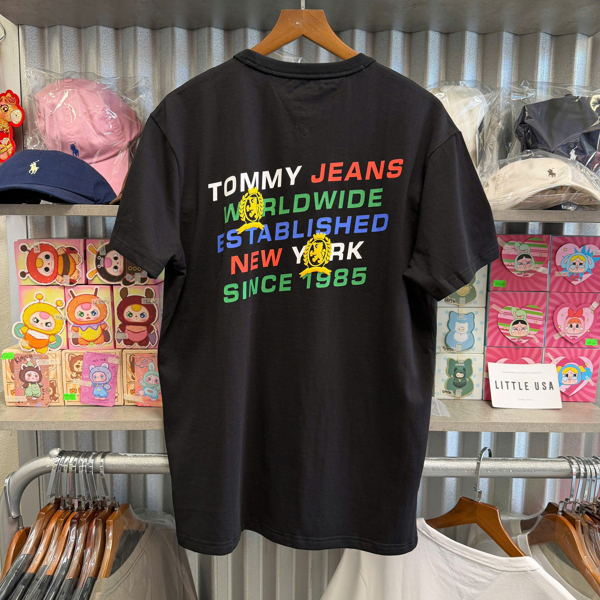 TOMMY JEANS
WORLDWIDE
ESTABLISHED
NEW YORK
SINCE 1985
LITTLE USA